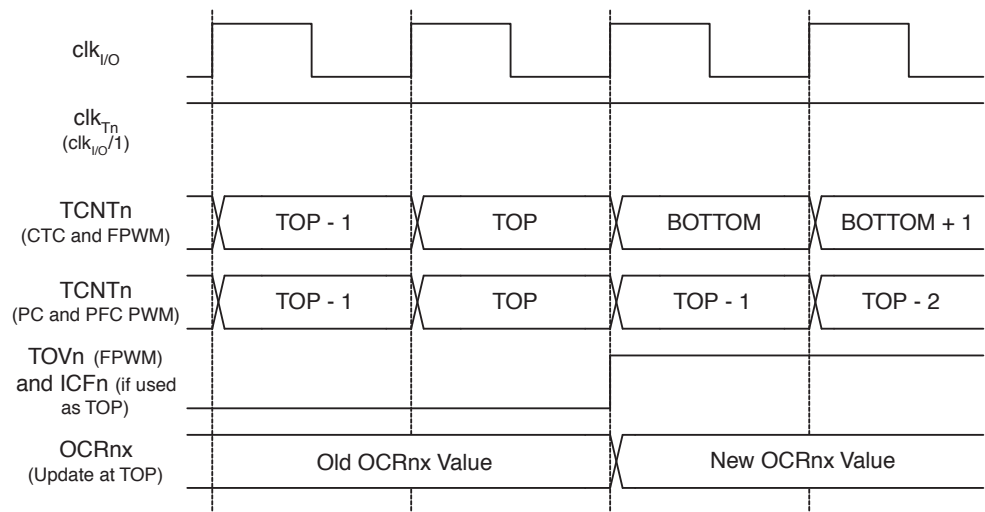 clkI/O
clkTn
(clkI/O/1)
TCNTn
(CTC and FPWM)
TOP - 1
TOP
BOTTOM
BOTTOM + 1
TCNTn
(PC and PFC PWM)
TOP - 1
TOP
TOP - 1
TOP - 2
TOVn (FPWM)
and ICFn (if used
as TOP)
OCRnx
(Update at TOP)
Old OCRnx Value
New OCRnx Value